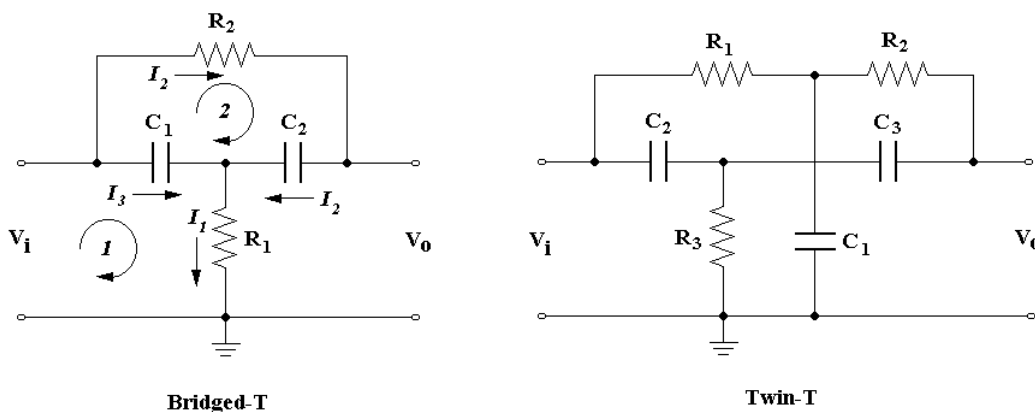 R2
I2
2
C1
C2
I3
I1
I2
Vi
1
R1
Vo
Bridged-T
R1
R2
C2
C3
Vi
R3
C1
Vo
Twin-T